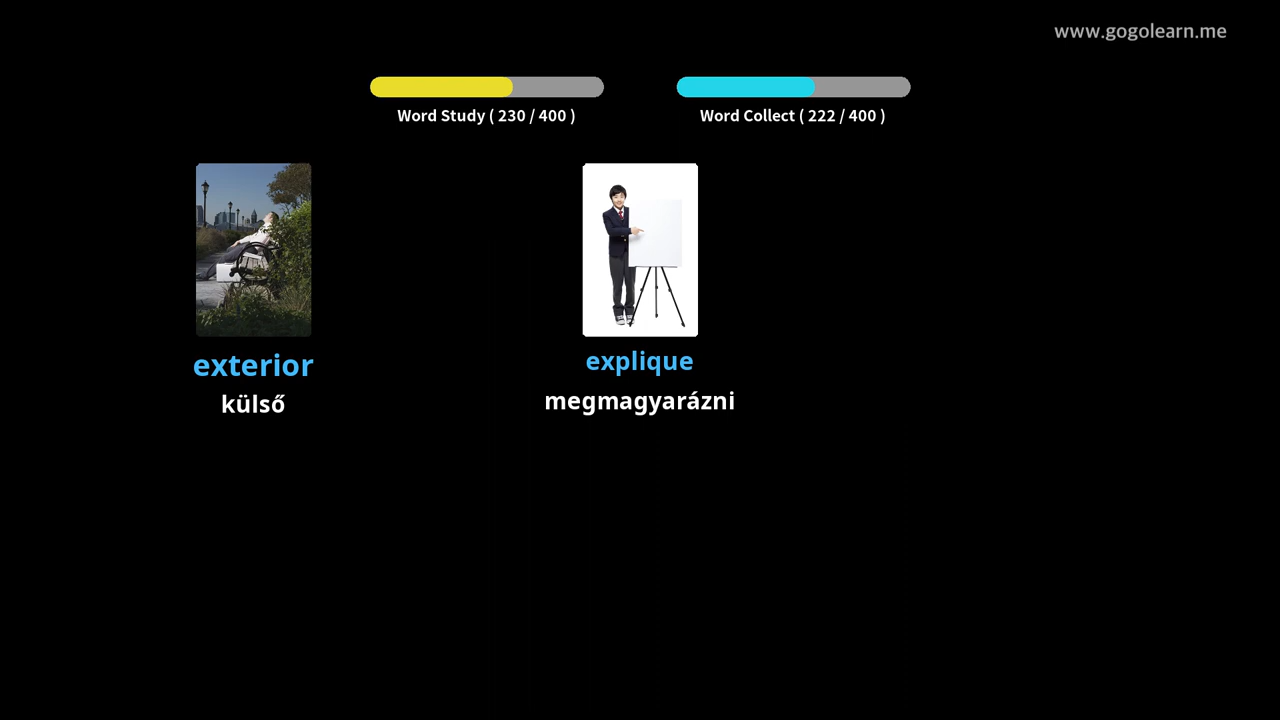 www.gogolearn.me
Word Study ( 230 / 400 )
Word Collect ( 222 / 400 )
exterior
külső
explique
megmagyarázni